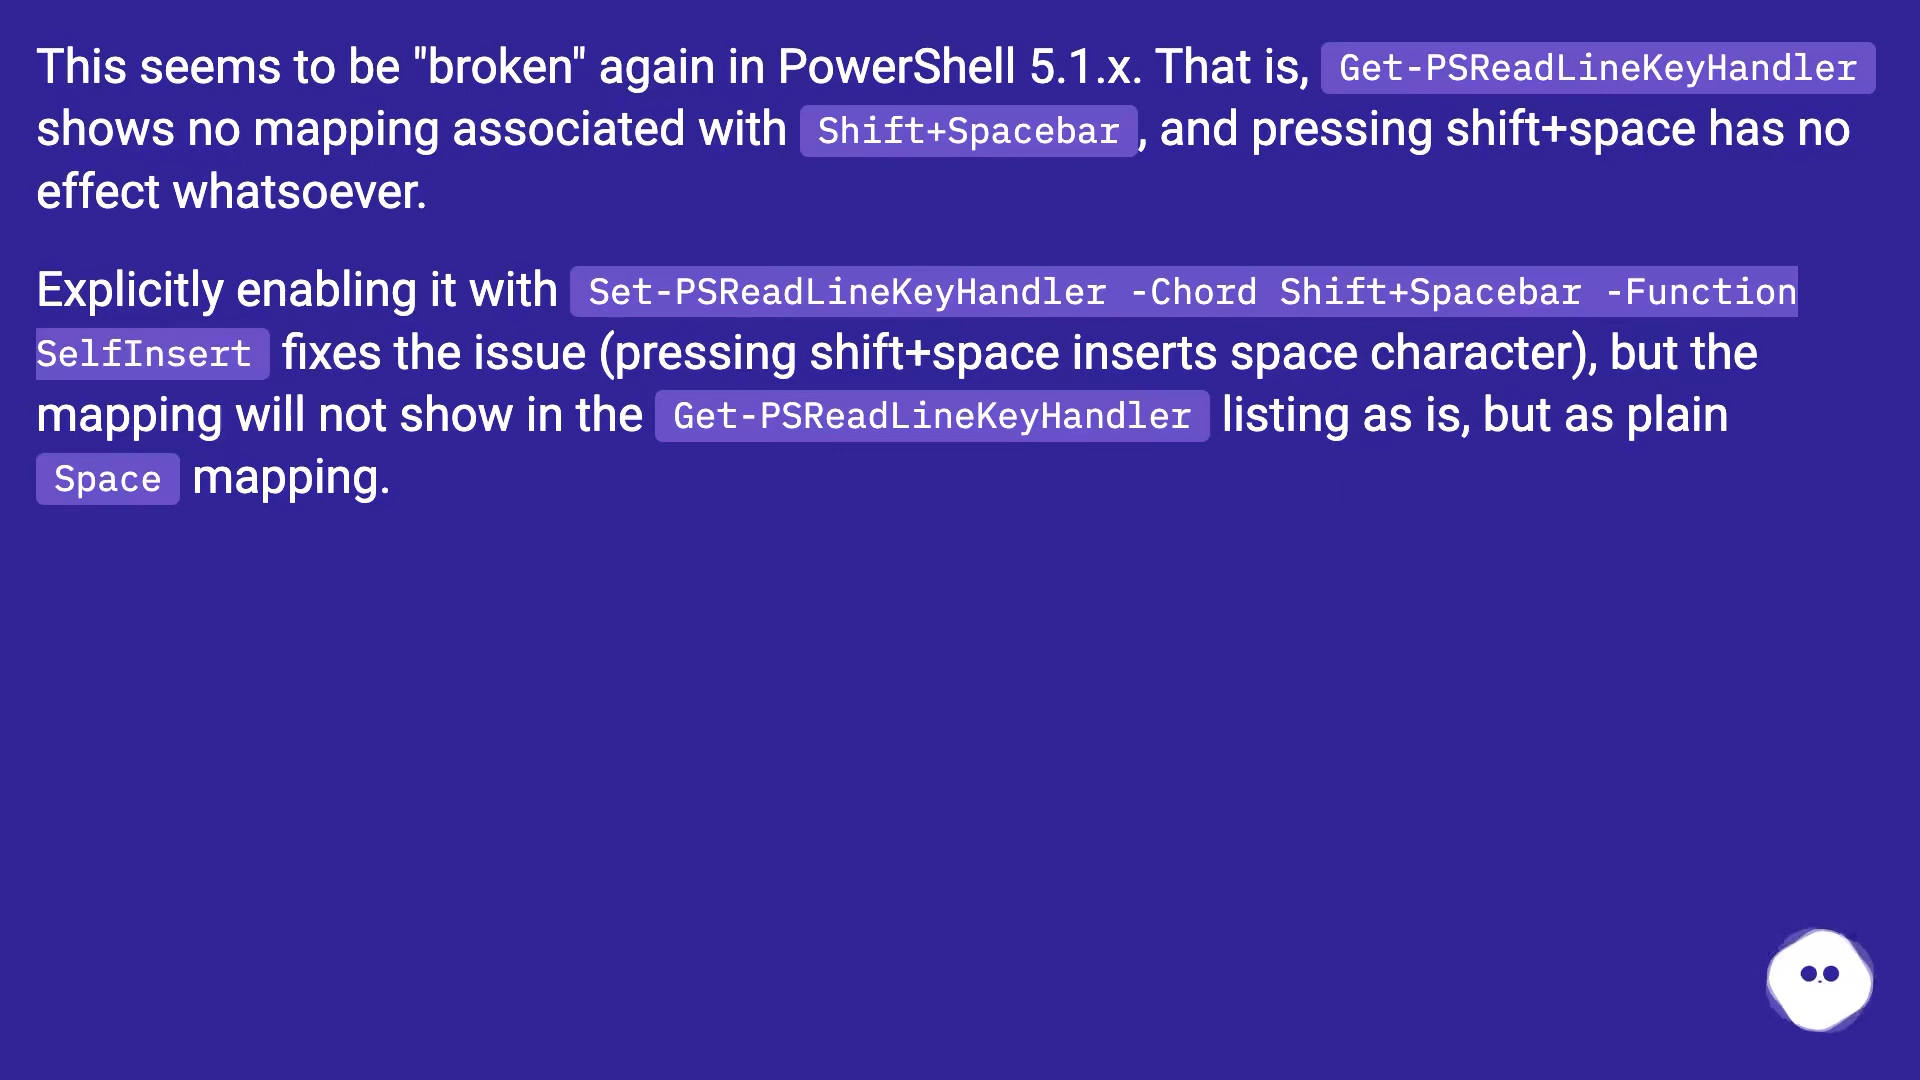 This seems to be "broken" again in PowerShell 5.1.x. That is, Get-PSReadLineKeyHandler
shows no mapping associated with Shift+Spacebar, and pressing shift+space has no
effect whatsoever.
Explicitly enabling it with Set-PSReadLineKeyHandler -Chord Shift+Spacebar -Function
SelfInsert fixes the issue (pressing shift+space inserts space character), but the
mapping will not show in the Get-PSReadLineKeyHandler listing as is, but as plain
Space mapping.